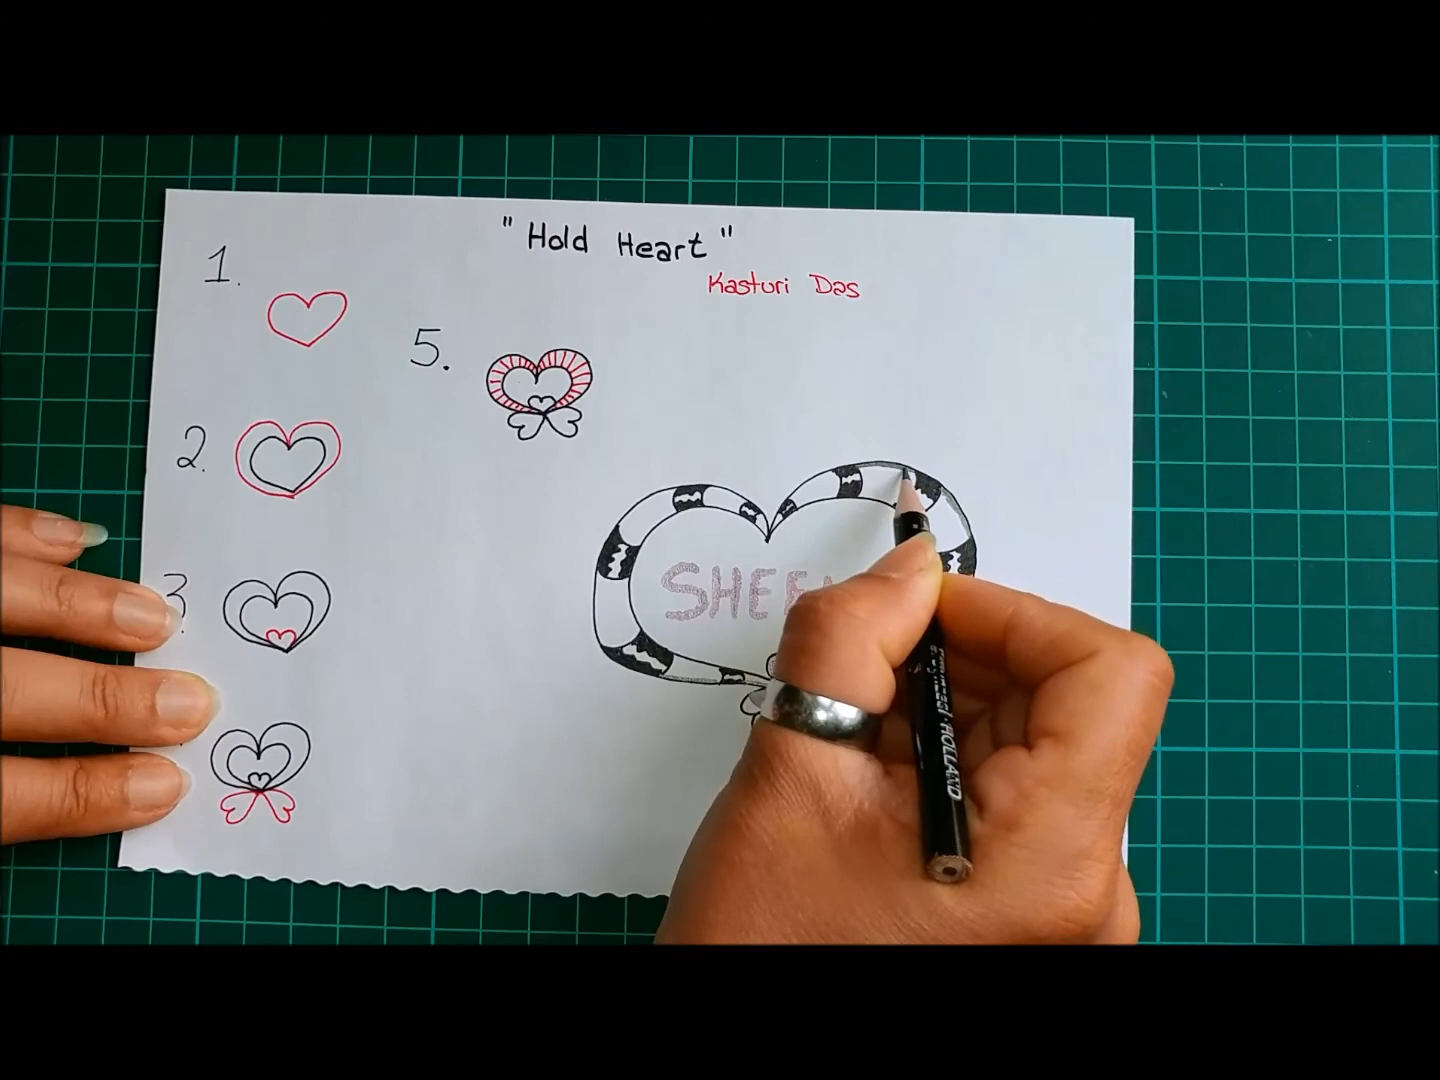 "Hold Heart"
Kasturi Das
1.
5.
2.
3.
SHEE
HOLLAND